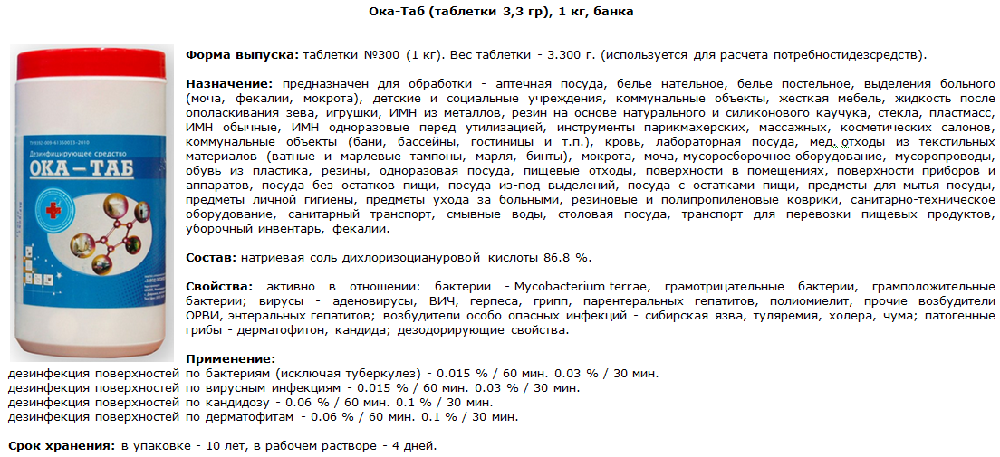 Ока-Таб (таблетки 3,3 гр), 1 кг, банка
Форма выпуска: таблетки №300 (1 кг). Вес таблетки - 3.300 г. (используется для расчета потребностидезсредств).
Назначение: предназначен для обработки - аптечная посуда, белье нательное, белье постельное, выделения больного
(моча, фекалии, мокрота), детские и социальные учреждения, коммунальные объекты, жесткая мебель, жидкость после
ополаскивания зева, игрушки, ИМН из металлов, резин на основе натурального и силиконового каучука, стекла, пластмасс,
ИМН обычные, ИМН одноразовые перед утилизацией, инструменты парикмахерских, массажных, косметических салонов,
коммунальные объекты (бани, бассейны, гостиницы и т.п.), кровь, лабораторная посуда, мед. отходы из текстильных
материалов (ватные и марлевые тампоны, марля, бинты), мокрота, моча, мусоросборочное оборудование, мусоропроводы,
обувь из пластика, резины, одноразовая посуда, пищевые отходы, поверхности в помещениях, поверхности приборов и
аппаратов, посуда без остатков пищи, посуда из-под выделений, посуда с остатками пищи, предметы для мытья посуды,
предметы личной гигиены, предметы ухода за больными, резиновые и полипропиленовые коврики, санитарно-техническое
оборудование, санитарный транспорт, смывные воды, столовая посуда, транспорт для перевозки пищевых продуктов,
уборочный инвентарь, фекалии.
Состав: натриевая соль дихлоризоциануровой кислоты 86.8 %.
Свойства: активно в отношении: бактерии - Mycobacterium terrae, грамотрицательные бактерии, грамположительные
бактерии; вирусы - аденовирусы, ВИЧ, герпеса, грипп, парентеральных гепатитов, полиомиелит, прочие возбудители
ОРВИ, энтеральных гепатитов; возбудители особо опасных инфекций - сибирская язва, туляремия, холера, чума; патогенные
грибы - дерматофитон, кандида; дезодорирующие свойства.
Применение:
дезинфекция поверхностей по бактериям (исключая туберкулез) - 0.015 % / 60 мин. 0.03 % / 30 мин.
дезинфекция поверхностей по вирусным инфекциям - 0.015 % / 60 мин. 0.03 % / 30 мин.
дезинфекция поверхностей по кандидозу - 0.06 % / 60 мин. 0.1 % / 30 мин.
дезинфекция поверхностей по дерматофитам - 0.06 % / 60 мин. 0.1 % / 30 мин.
Срок хранения: в упаковке - 10 лет, в рабочем растворе - 4 дней.
Дезинфицирующее средство
ОКА – ТАБ